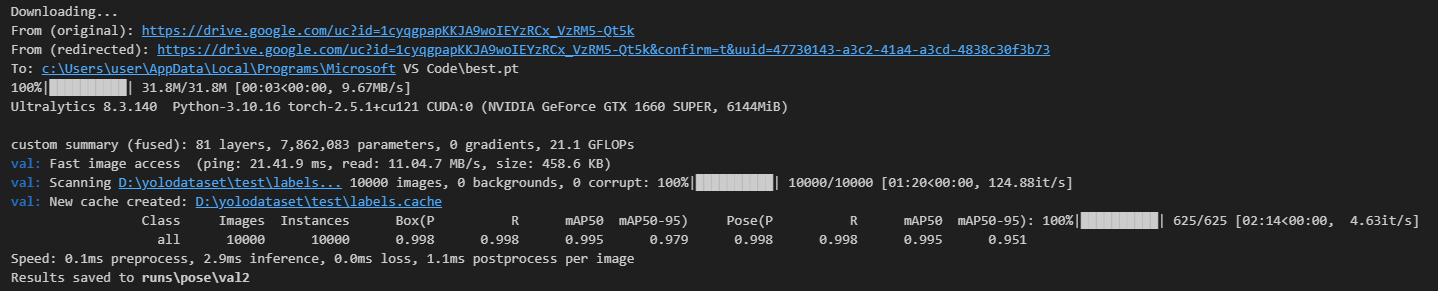 Downloading...
From (original): https://drive.google.com/uc?id=1cyqgpapKKJA9woIEYzRCx_VzRM5-Qt5k
From (redirected): https://drive.google.com/uc?id=1cyqgpapKKJA9woIEYzRCx_VzRM5-Qt5k&confirm=t&uuid=47730143-a3c2-41a4-a3cd-4838c30f3b73
To: c:\Users\user\AppData\Local\Programs\Microsoft VS Code\best.pt
100%|██████████| 31.8M/31.8M [00:03<00:00, 9.67MB/s]
Ultralytics 8.3.140 Python-3.10.16 torch-2.5.1+cu121 CUDA:0 (NVIDIA GeForce GTX 1660 SUPER, 6144MiB)
custom summary (fused): 81 layers, 7,862,083 parameters, 0 gradients, 21.1 GFLOPs
val: Fast image access (ping: 21.41.9 ms, read: 11.04.7 MB/s, size: 458.6 KB)
val: Scanning D:\yolodataset\test\labels... 10000 images, 0 backgrounds, 0 corrupt: 100%|██████████| 10000/10000 [01:20<00:00, 124.88it/s]
val: New cache created: D:\yolodataset\test\labels.cache
Class Images Instances Box(P R mAP50 mAP50-95) Pose(P R mAP50 mAP50-95): 100%|██████████| 625/625 [02:14<00:00, 4.63it/s]
all 10000 10000 0.998 0.998 0.995 0.979 0.998 0.998 0.995 0.951
Speed: 0.1ms preprocess, 2.9ms inference, 0.0ms loss, 1.1ms postprocess per image
Results saved to runs\pose\val2